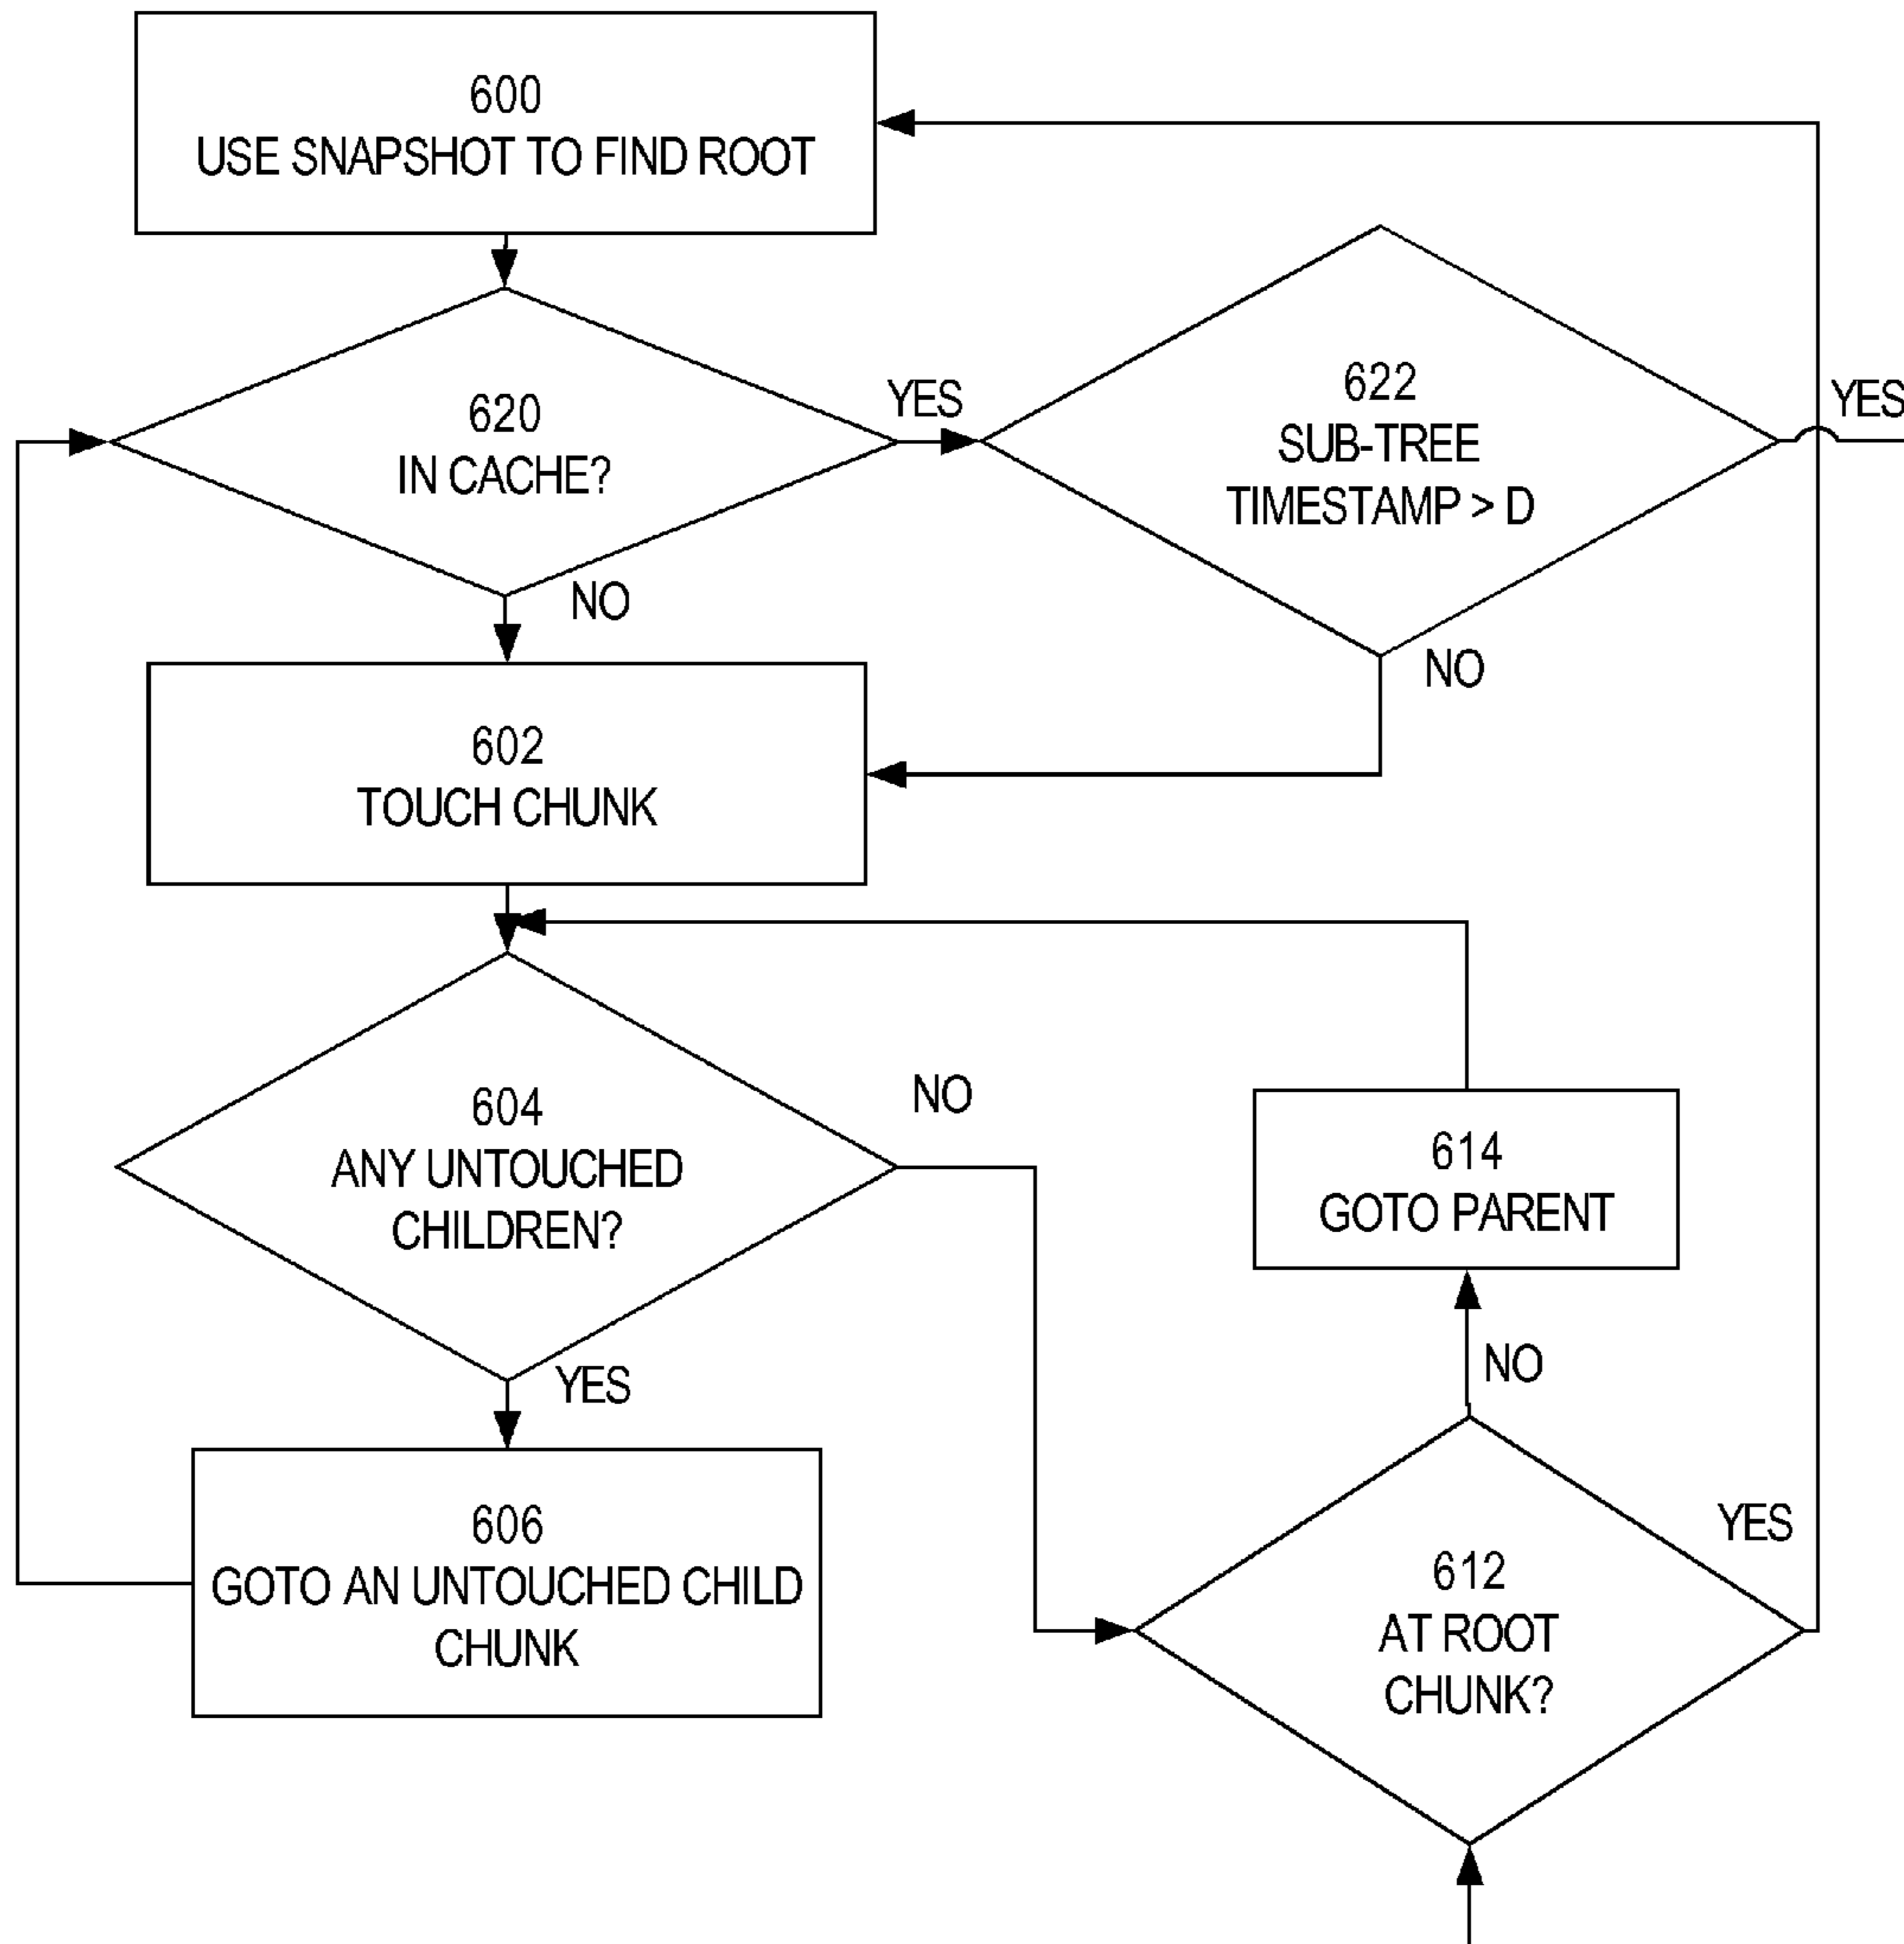 600
USE SNAPSHOT TO FIND ROOT
620
IN CACHE?
YES
622
SUB-TREE
TIMESTAMP > D
YES
NO
NO
602
TOUCH CHUNK
604
ANY UNTOUCHED
CHILDREN?
NO
614
GOTO PARENT
YES
NO
606
GOTO AN UNTOUCHED CHILD
CHUNK
612
AT ROOT
CHUNK?
YES